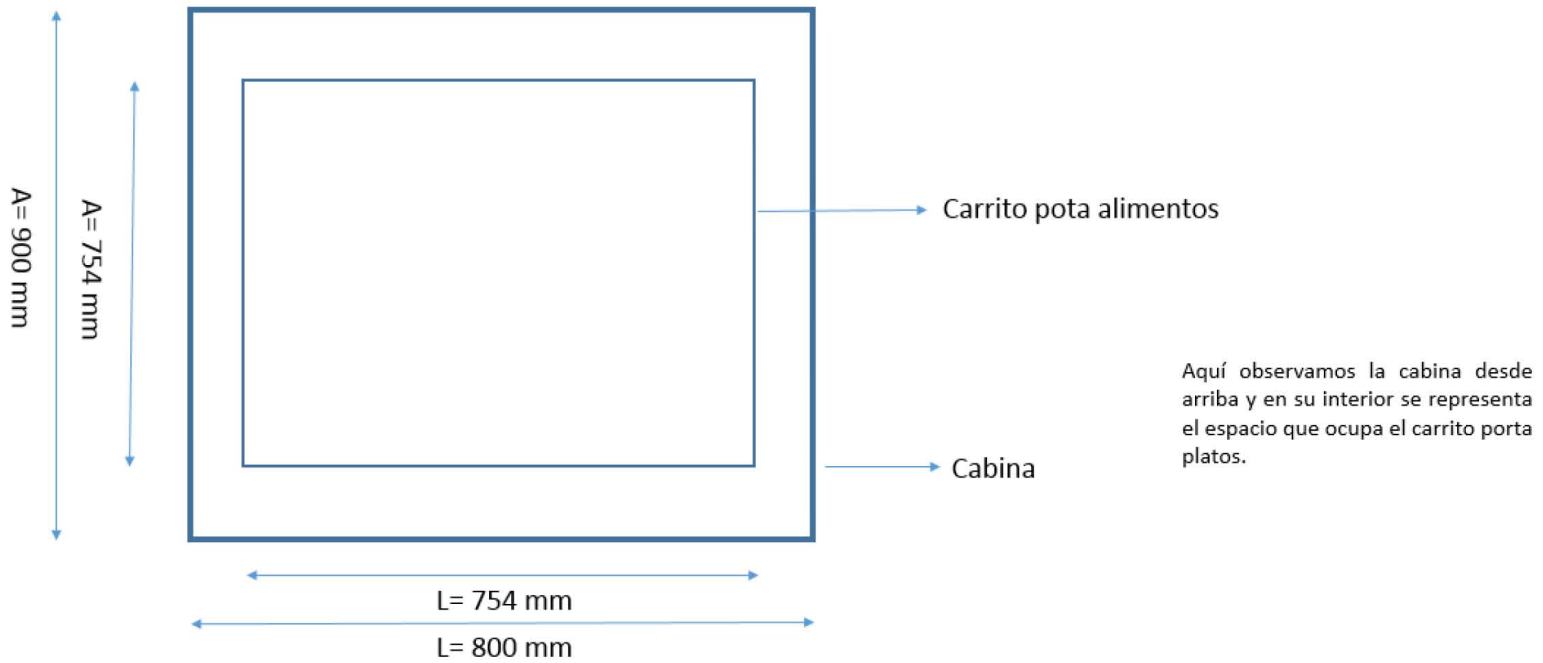 A= 900 mm
A= 754 mm
Carrito pota alimentos
Aquí observamos la cabina desde
arriba y en su interior se representa
el espacio que ocupa el carrito porta
platos.
Cabina
L= 754 mm
L= 800 mm